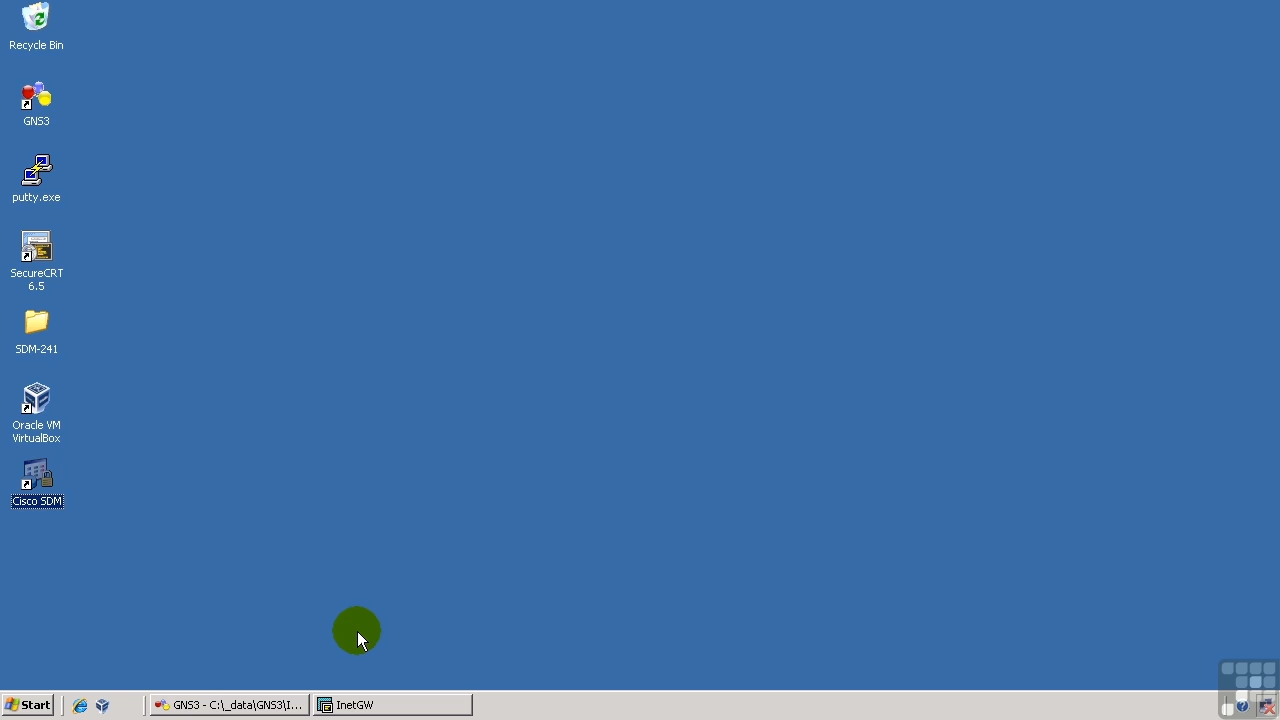 Recycle Bin
GNS3
putty.exe
SecureCRT
6.5
SDM-241
Oracle VM
VirtualBox
Cisco SDM
Start
GNS3 - C:\_data\GNS3\I...
InetGW